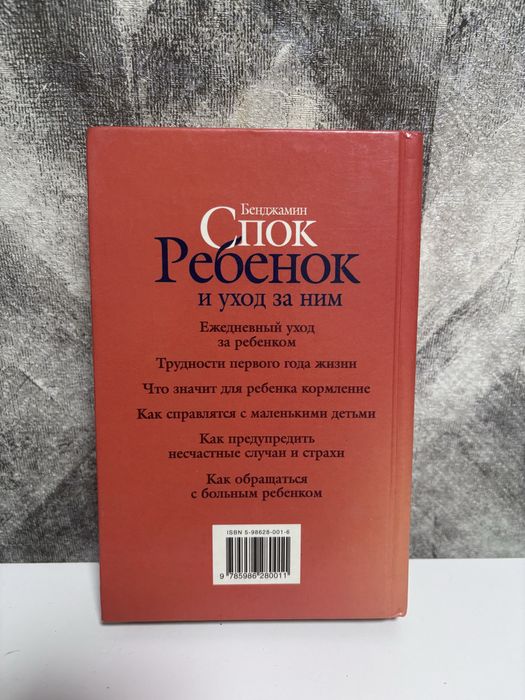 Бенджамин
Спок
Ребенок
и уход за ним
Ежедневный уход
за ребенком
Трудности первого года жизни
Что значит для ребенка кормление
Как справлятся с маленькими детьми
Как предупредить
несчастные случаи и страхи
Как обращаться
с больным ребенком
ISBN 5-98628-001-6
9 785986 280011